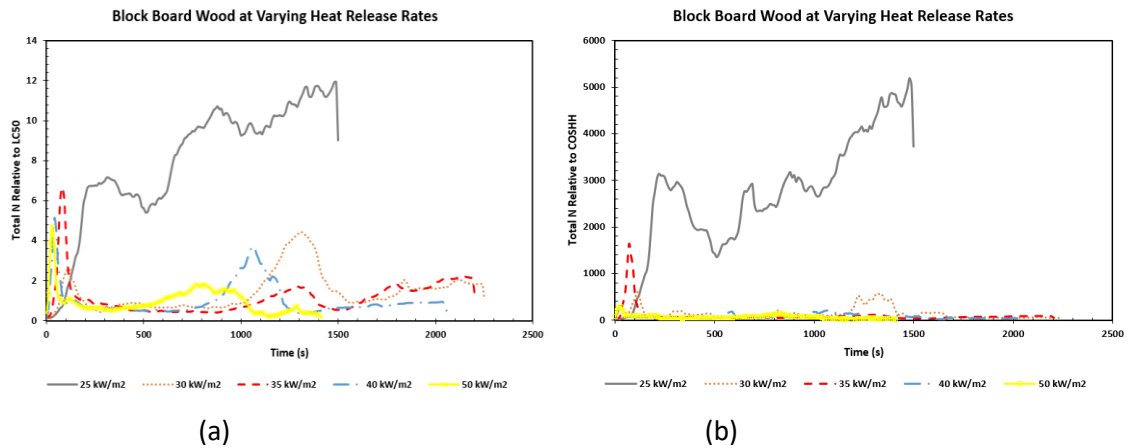 Block Board Wood at Varying Heat Release Rates
Total N Relative to LC50
14
12
10
8
6
4
2
0
0 500 1000 1500 2000 2500
Time (s)
25 kW/m2 30 kW/m2 35 kW/m2 40 kW/m2 50 kW/m2
(a)
Block Board Wood at Varying Heat Release Rates
Total N Relative to COSHH
6000
5000
4000
3000
2000
1000
0
0 500 1000 1500 2000 2500
Time (s)
25 kW/m2 30 kW/m2 35 kW/m2 40 kW/m2 50 kW/m2
(b)